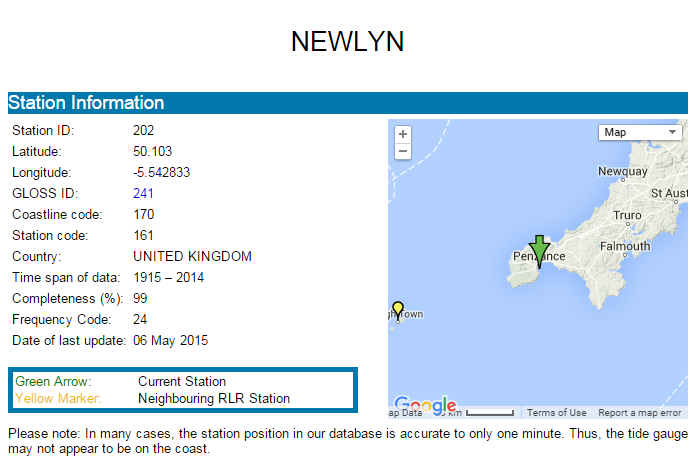 NEWLYN
Station Information
Station ID: 202
Latitude: 50.103
Longitude: -5.542833
GLOSS ID: 241
Coastline code: 170
Station code: 161
Country: UNITED KINGDOM
Time span of data: 1915 – 2014
Completeness (%): 99
Frequency Code: 24
Date of last update: 06 May 2015
Green Arrow: Current Station
Yellow Marker: Neighbouring RLR Station
+
−
Map
Newquay
St Aust
Truro
Falmouth
Penzance
Town
Google
ap Data
km
Terms of Use
Report a map error
Please note: In many cases, the station position in our database is accurate to only one minute. Thus, the tide gauge
may not appear to be on the coast.